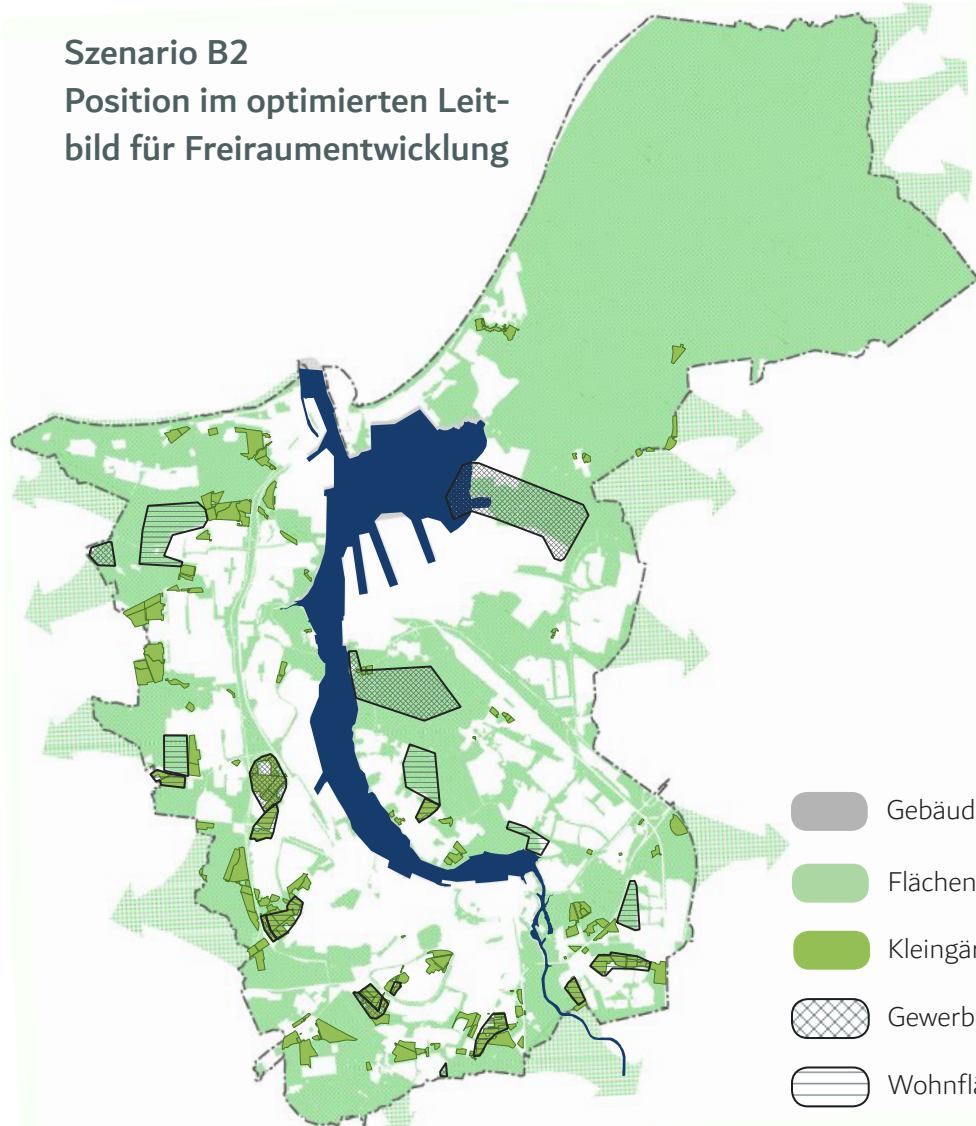 Szenario B2
Position im optimierten Leit-
bild für Freiraumentwicklung
Gebäud
Flächen
Kleingär
Gewerb
Wohnflä